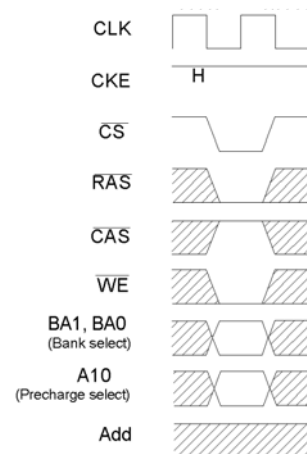 CLK
CKE
H
CS
RAS
CAS
WE
BA1, BA0
(Bank select)
A10
(Precharge select)
Add